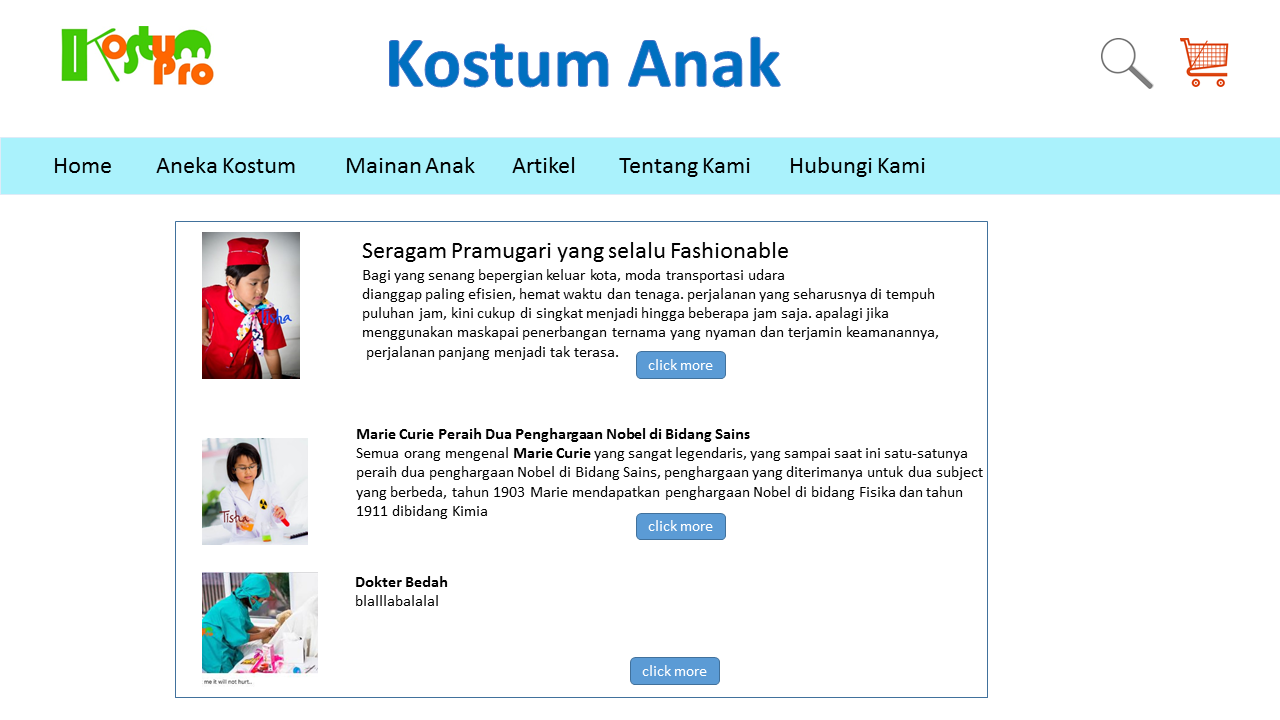 Kostum Pro
Kostum Anak
Home Aneka Kostum Mainan Anak Artikel Tentang Kami Hubungi Kami
Tisha
Seragam Pramugari yang selalu Fashionable
Bagi yang senang bepergian keluar kota, moda transportasi udara
dianggap paling efisien, hemat waktu dan tenaga. perjalanan yang seharusnya di tempuh
puluhan jam, kini cukup di singkat menjadi hingga beberapa jam saja. apalagi jika
menggunakan maskapai penerbangan ternama yang nyaman dan terjamin keamanannya,
perjalanan panjang menjadi tak terasa.
click more
Tisha
Marie Curie Peraih Dua Penghargaan Nobel di Bidang Sains
Semua orang mengenal Marie Curie yang sangat legendaris, yang sampai saat ini satu-satunya
peraih dua penghargaan Nobel di Bidang Sains, penghargaan yang diterimanya untuk dua subject
yang berbeda, tahun 1903 Marie mendapatkan penghargaan Nobel di bidang Fisika dan tahun
1911 dibidang Kimia
click more
Dokter Bedah
blalllabalalal
me it will not hurt..
click more